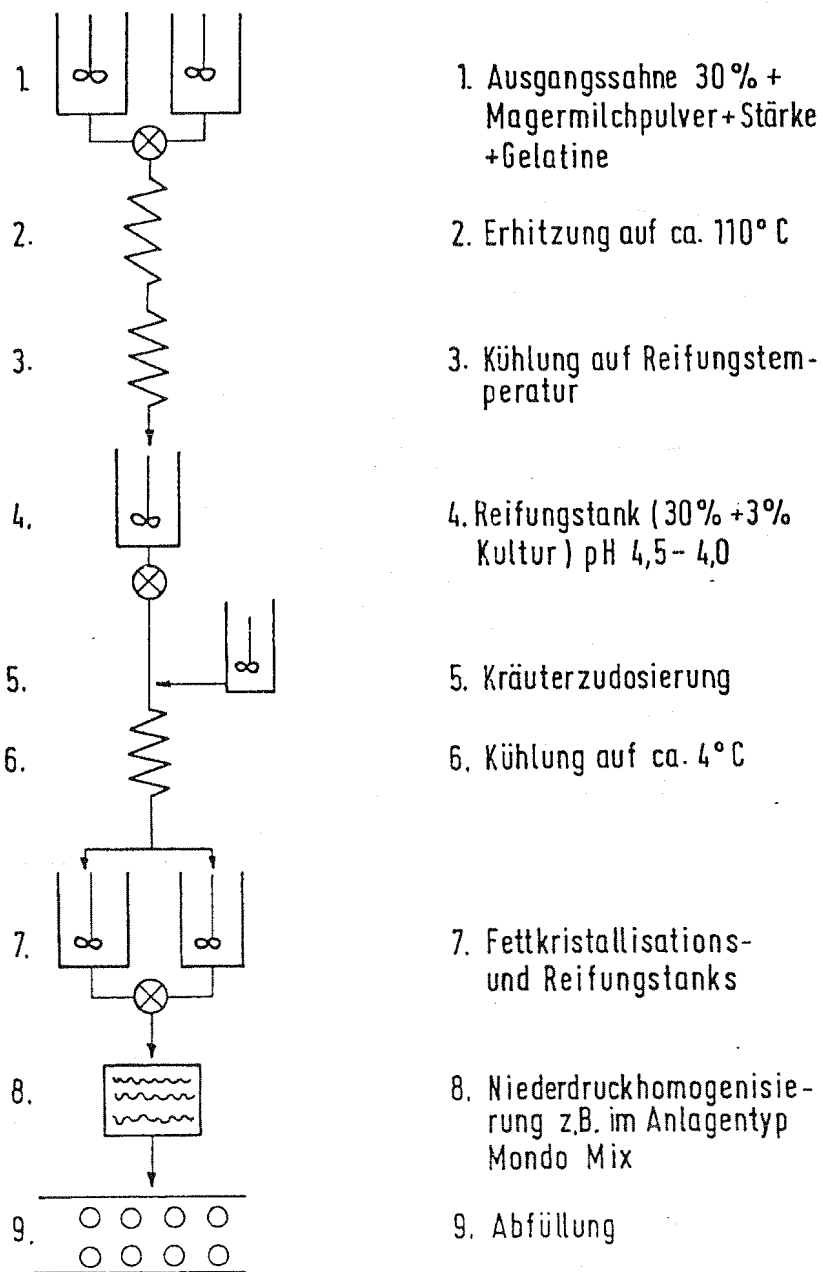 1
1. Ausgangssahne 30% +
Magermilchpulver+Stärke
+Gelatine
2.
2. Erhitzung auf ca. 110° C
3.
3. Kühlung auf Reifungstem-
peratur
4.
4. Reifungstank (30% +3%
Kultur) pH 4,5- 4,0
5.
5. Kräuterzudosierung
6.
6. Kühlung auf ca. 4° C
7.
7. Fettkristallisations-
und Reifungstanks
8.
8. Niederdruckhomogenisie-
rung z.B. im Anlagentyp
Mondo Mix
9.
9. Abfüllung